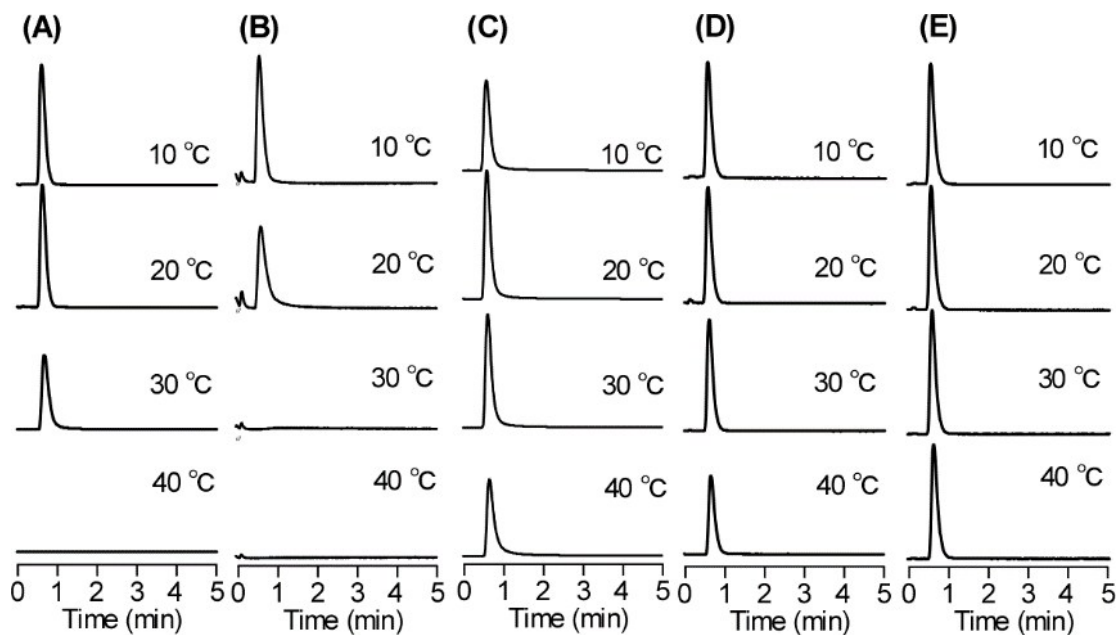 (A) (B) (C) (D) (E)
10 °C 10 °C 10 °C 10 °C 10 °C
20 °C 20 °C 20 °C 20 °C 20 °C
30 °C 30 °C 30 °C 30 °C 30 °C
40 °C 40 °C 40 °C 40 °C 40 °C
0 1 2 3 4 5 0 1 2 3 4 5 0 1 2 3 4 5 0 1 2 3 4 5 0 1 2 3 4 5
Time (min) Time (min) Time (min) Time (min) Time (min)